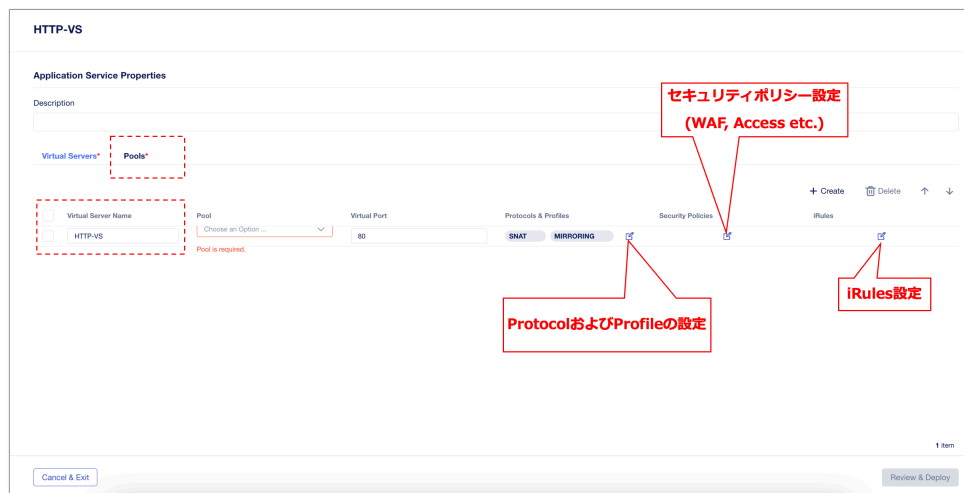 HTTP-VS
Application Service Properties
Description
セキュリティポリシー設定
(WAF, Access etc.)
Virtual Servers*
Pools*
+ Create
Delete
Virtual Server Name
Pool
Virtual Port
Protocols & Profiles
Security Policies
iRules
HTTP-VS
Choose an Option ...
80
SNAT
MIRRORING
Pool is required.
iRules設定
ProtocolおよびProfileの設定
1 item
Cancel & Exit
Review & Deploy